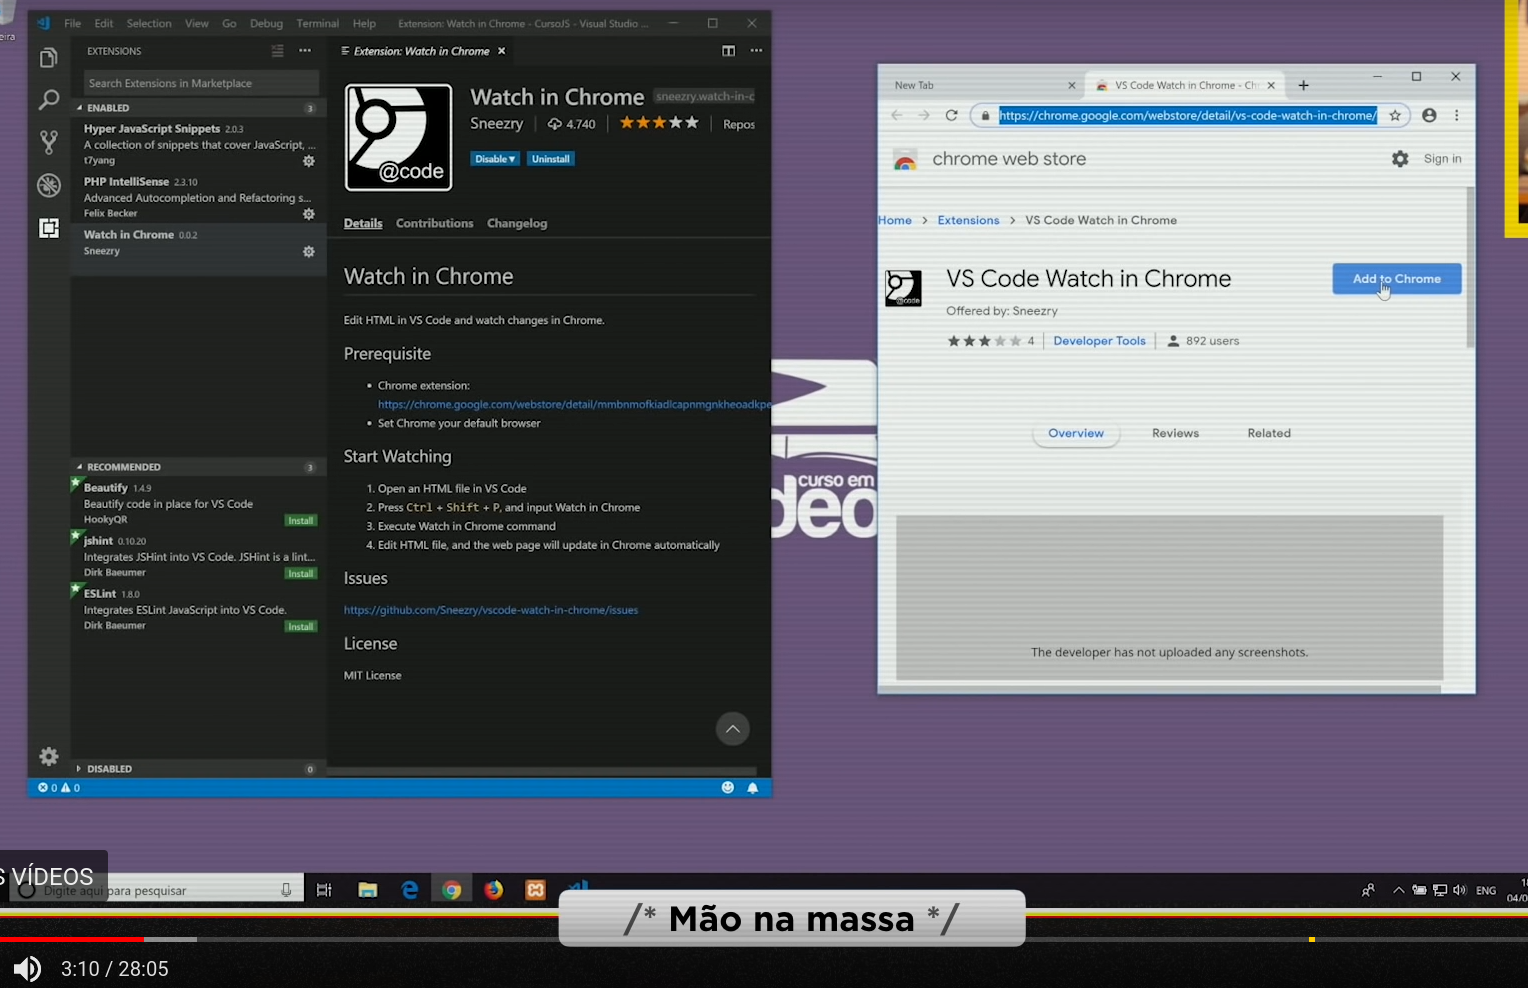 eira
File Edit Selection View Go Debug Terminal Help Extension: Watch in Chrome - CursoJS - Visual Studio ...
EXTENSIONS
Search Extensions in Marketplace
ENABLED 3
Hyper JavaScript Snippets 2.0.3
A collection of snippets that cover JavaScript, ...
t7yang
PHP IntelliSense 2.3.10
Advanced Autocompletion and Refactoring s...
Felix Becker
Watch in Chrome 0.0.2
Sneezry
RECOMMENDED 3
Beautify 1.4.9
Beautify code in place for VS Code
HookyQR Install
jshint 0.10.20
Integrates JSHint into VS Code. JSHint is a lint...
Dirk Baeumer Install
ESLint 1.8.0
Integrates ESLint JavaScript into VS Code.
Dirk Baeumer Install
DISABLED 0
0 0
Extension: Watch in Chrome
@code
Watch in Chrome sneezry.watch-in-c
Sneezry 4.740 Repos
Disable Uninstall
Details Contributions Changelog
Watch in Chrome
Edit HTML in VS Code and watch changes in Chrome.
Prerequisite
• Chrome extension:
https://chrome.google.com/webstore/detail/mmbnmofkiadlcapnmgnkheoadkpe
• Set Chrome your default browser
Start Watching
1. Open an HTML file in VS Code
2. Press Ctrl + Shift + P, and input Watch in Chrome
3. Execute Watch in Chrome command
4. Edit HTML file, and the web page will update in Chrome automatically
Issues
https://github.com/Sneezry/vscode-watch-in-chrome/issues
License
MIT License
curso em
deo
New Tab VS Code Watch in Chrome - Ch
https://chrome.google.com/webstore/detail/vs-code-watch-in-chrome/
chrome web store Sign in
Home > Extensions > VS Code Watch in Chrome
@code
VS Code Watch in Chrome Add to Chrome
Offered by: Sneezry
4 Developer Tools 892 users
Overview Reviews Related
The developer has not uploaded any screenshots.
S VÍDEOS
Digite aqui para pesquisar
ENG
18
04/0
/* Mão na massa */
3:10 / 28:05